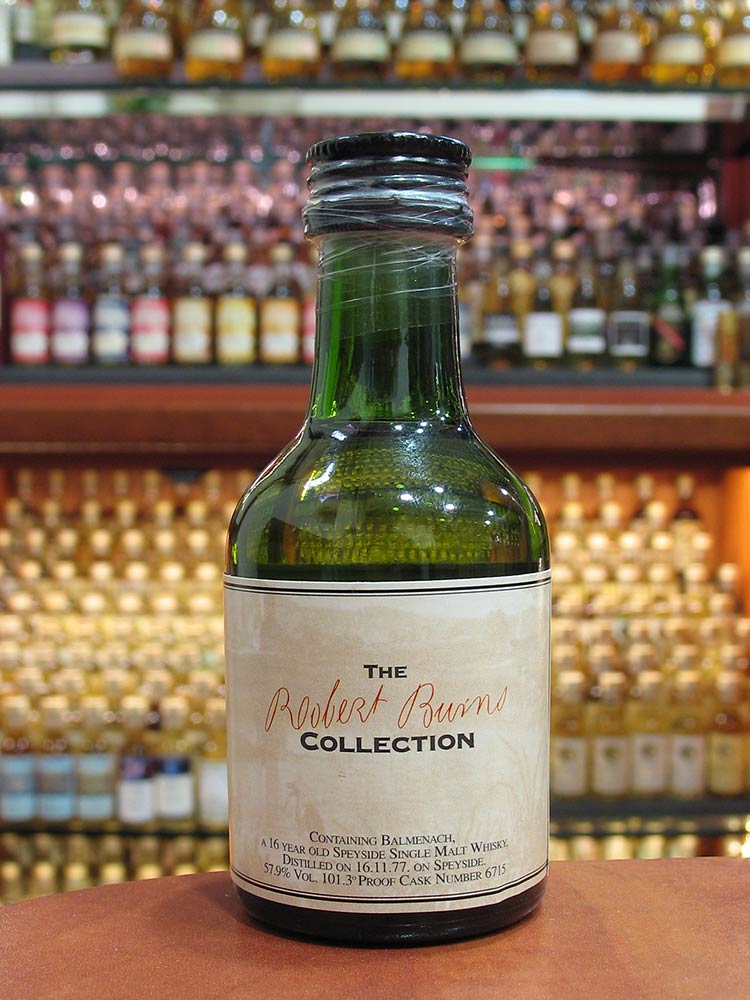 THE
Robert Burns
COLLECTION
CONTAINING BALMENACH,
A 16 YEAR OLD SPEYSIDE SINGLE MALT WHISKY,
DISTILLED ON 16.11.77. ON SPEYSIDE.
57.9% VOL. 101.3° PROOF CASK NUMBER 6715